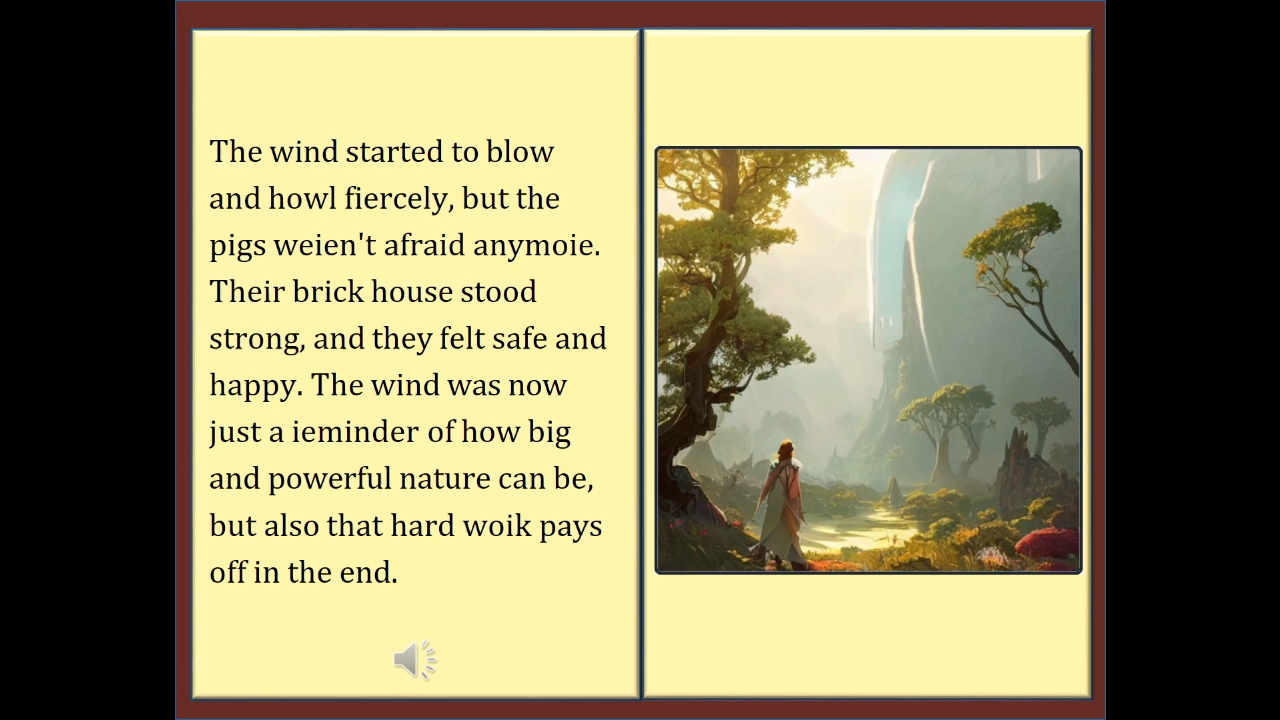 The wind started to blow
and howl fiercely, but the
pigs weien't afraid anymoie.
Their brick house stood
strong, and they felt safe and
happy. The wind was now
just a ieminder of how big
and powerful nature can be,
but also that hard woik pays
off in the end.